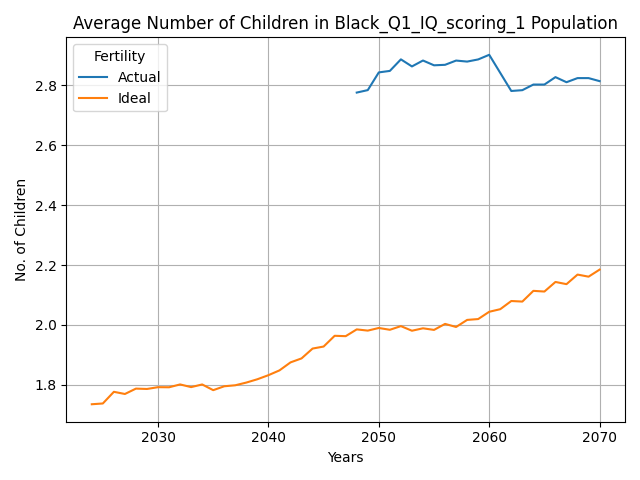 Average Number of Children in Black_Q1_IQ_scoring_1 Population
Fertility
Actual
Ideal
No. of Children
2.8
2.6
2.4
2.2
2.0
1.8
2030 2040 2050 2060 2070
Years